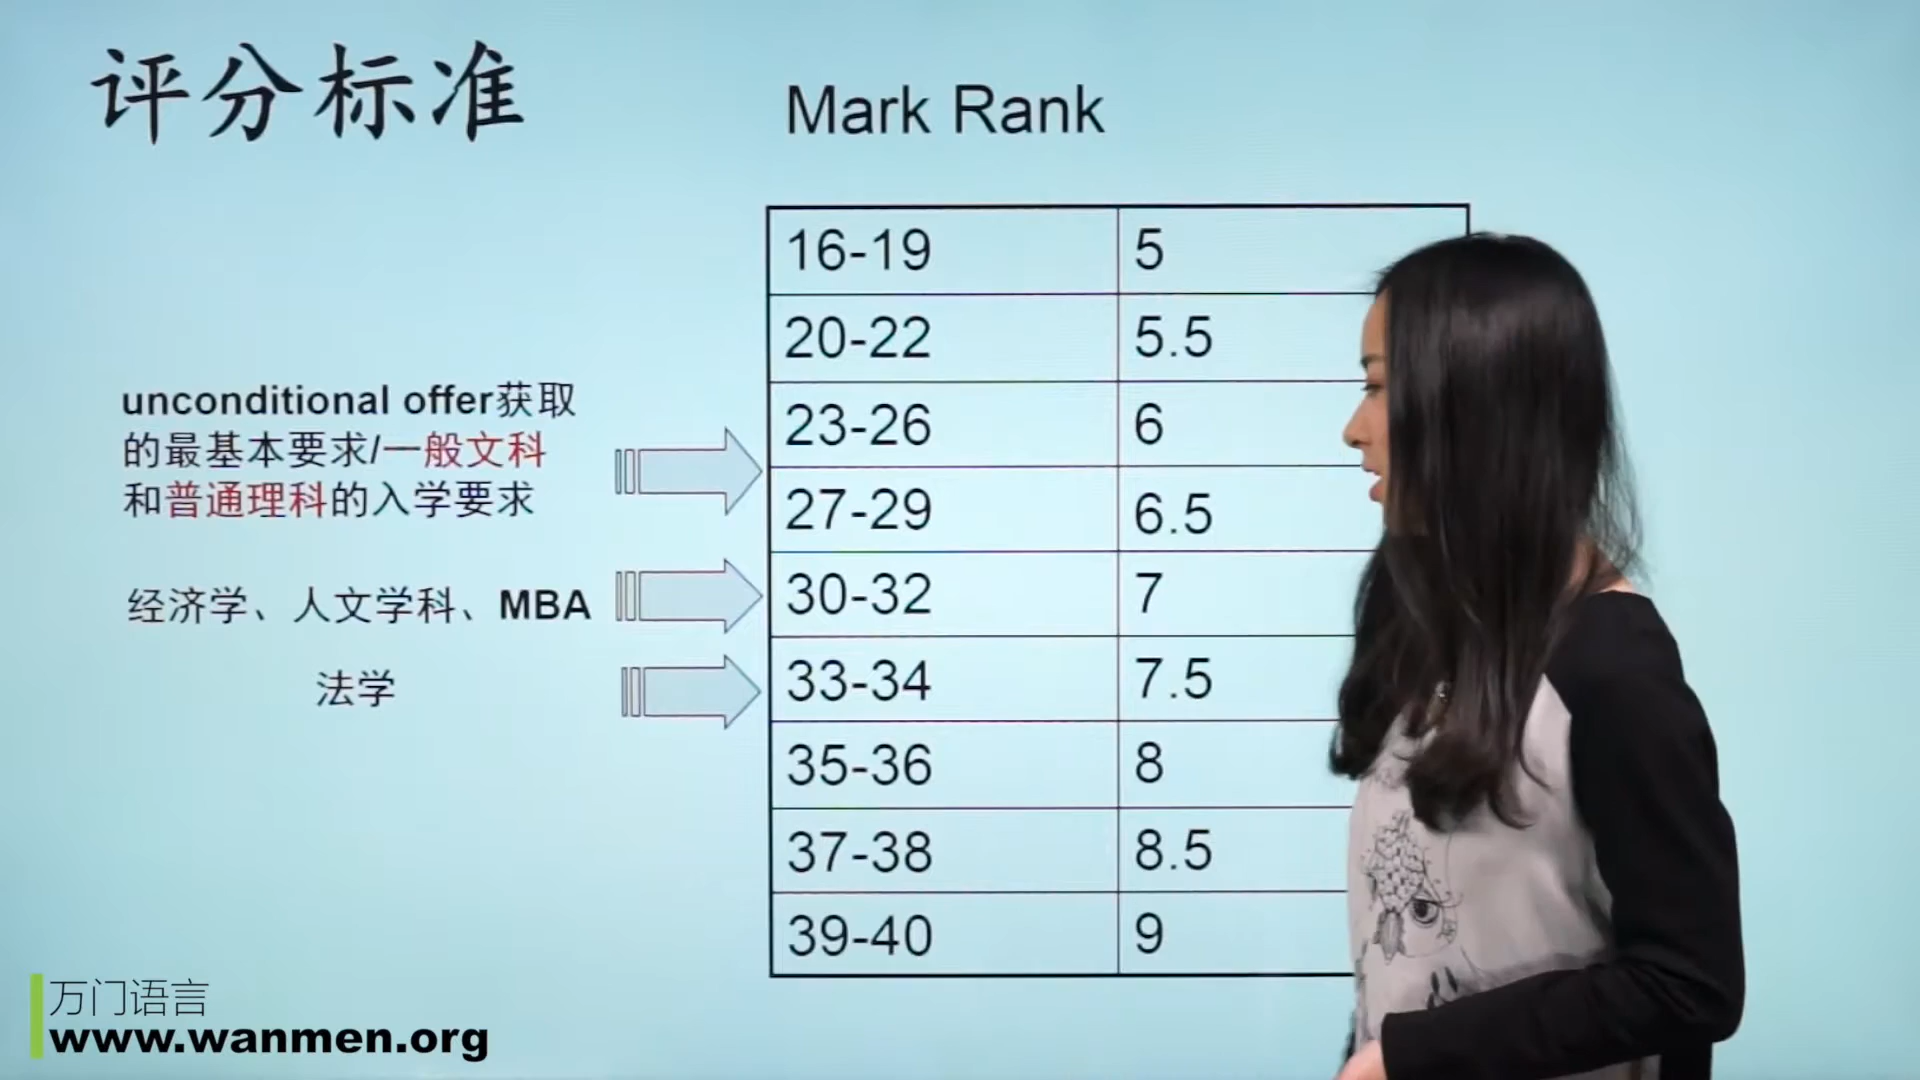 评分标准
Mark Rank
16-19 5
20-22 5.5
23-26 6
27-29 6.5
30-32 7
33-34 7.5
35-36 8
37-38 8.5
39-40 9
unconditional offer获取
的最基本要求/一般文科
和普通理科的入学要求
经济学、人文学科、MBA
法学
万门语言
www.wanmen.org